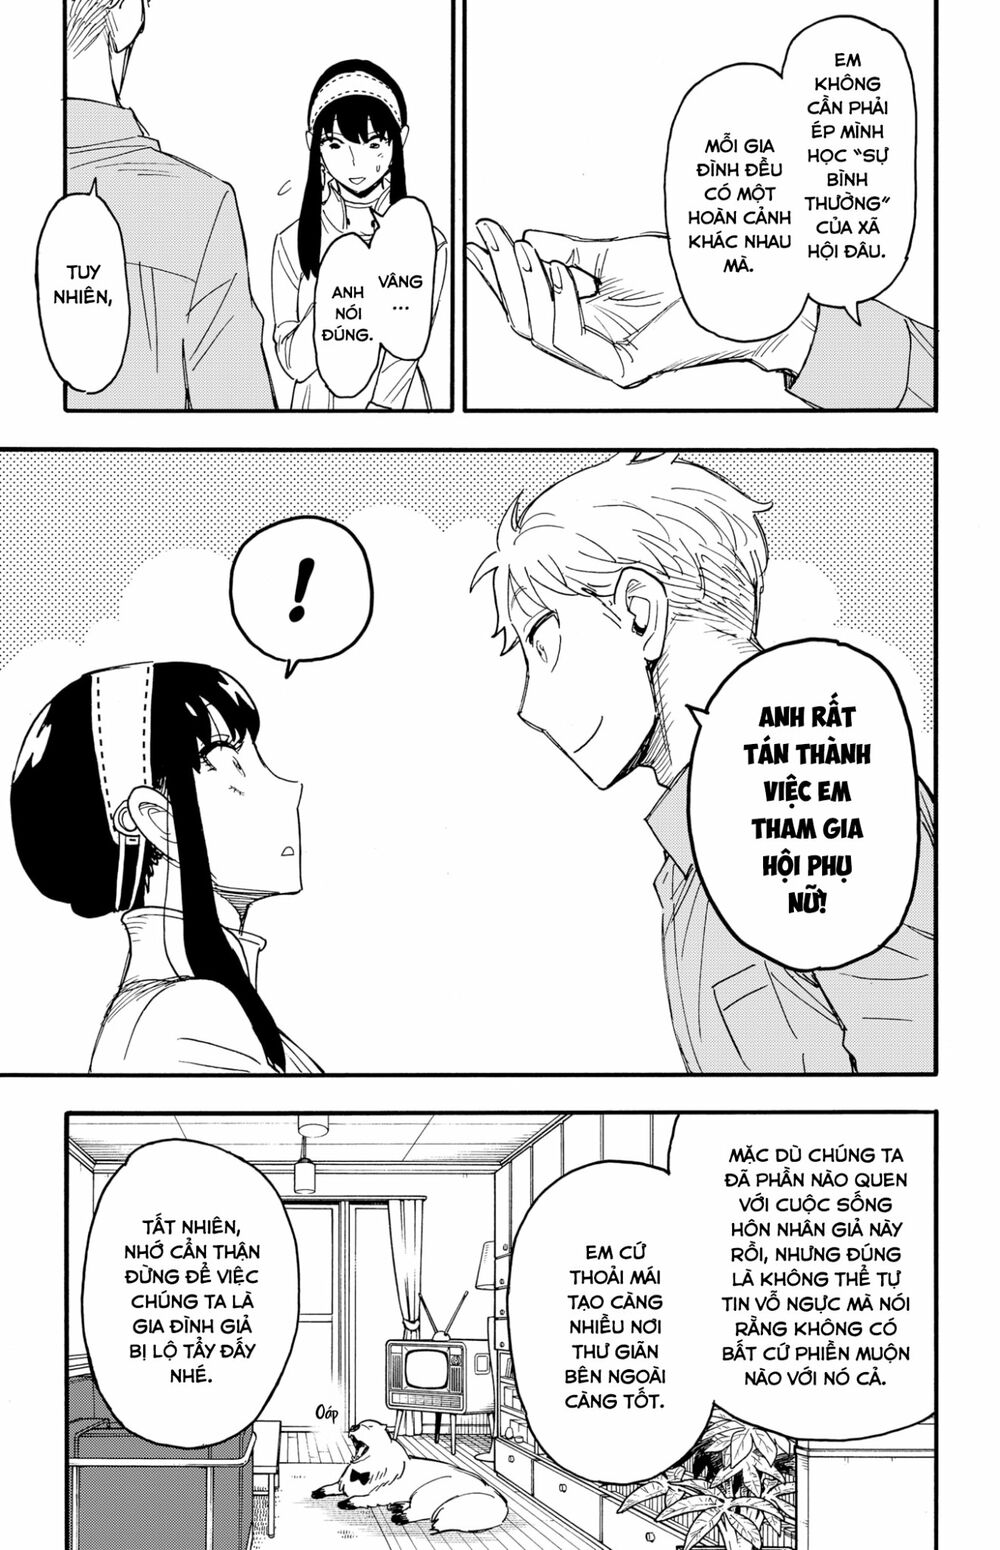 EM
KHÔNG
CẦN PHẢI
ÉP MÌNH
HỌC “SỰ
BÌNH
THƯỜNG”
CỦA XÃ
HỘI ĐÂU.
MỖI GIA
ĐÌNH ĐỀU
CÓ MỘT
HOÀN CẢNH
KHÁC NHAU
MÀ.
VÂNG
...
ANH
NÓI
ĐÚNG.
TUY
NHIÊN,
!
ANH RẤT
TÁN THÀNH
VIỆC EM
THAM GIA
HỘI PHỤ
NỮ!
MẶC DÙ CHÚNG TA
ĐÃ PHẦN NÀO QUEN
VỚI CUỘC SỐNG
HÔN NHÂN GIẢ NÀY
RỒI, NHƯNG ĐÚNG
LÀ KHÔNG THỂ TỰ
TIN VỖ NGỰC MÀ NÓI
RẰNG KHÔNG CÓ
BẤT CỨ PHIỀN MUỘN
NÀO VỚI NÓ CẢ.
EM CỨ
THOẢI MÁI
TẠO CÀNG
NHIỀU NƠI
THƯ GIÃN
BÊN NGOÀI
CÀNG TỐT.
TẤT NHIÊN,
NHỚ CẨN THẬN
ĐỪNG ĐỂ VIỆC
CHÚNG TA LÀ
GIA ĐÌNH GIẢ
BỊ LỘ TẨY ĐẤY
NHÉ.
Oáp